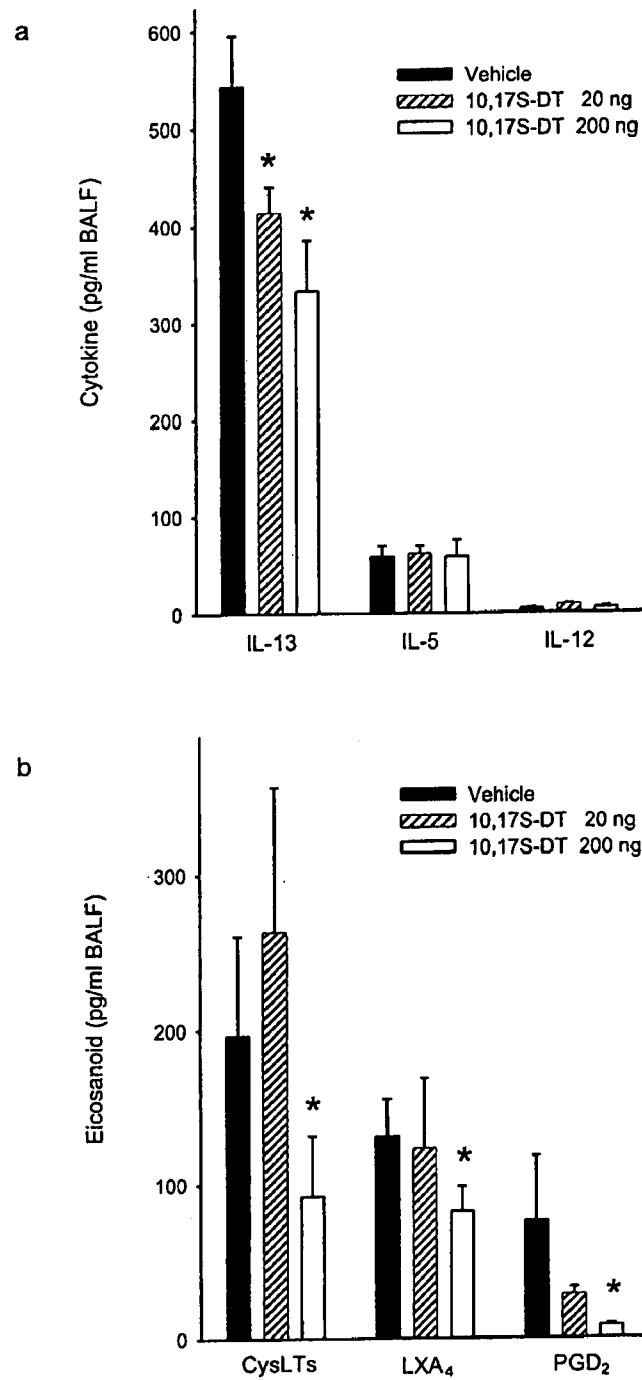 a
600
500
400
300
200
100
0
Cytokine (pg/ml BALF)
Vehicle
10,17S-DT 20 ng
10,17S-DT 200 ng
*
*
IL-13 IL-5 IL-12
b
300
200
100
0
Eicosanoid (pg/ml BALF)
Vehicle
10,17S-DT 20 ng
10,17S-DT 200 ng
*
*
*
CysLTs LXA₄ PGD₂